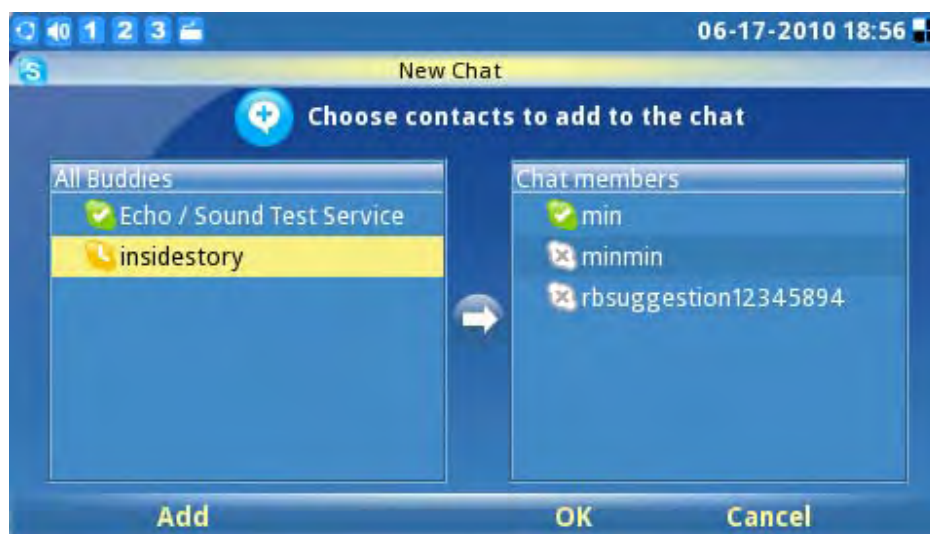 1 2 3 06-17-2010 18:56
S New Chat
Choose contacts to add to the chat
All Buddies
Echo / Sound Test Service
insidestory
Chat members
min
minmin
rbsuggestion12345894
Add OK Cancel